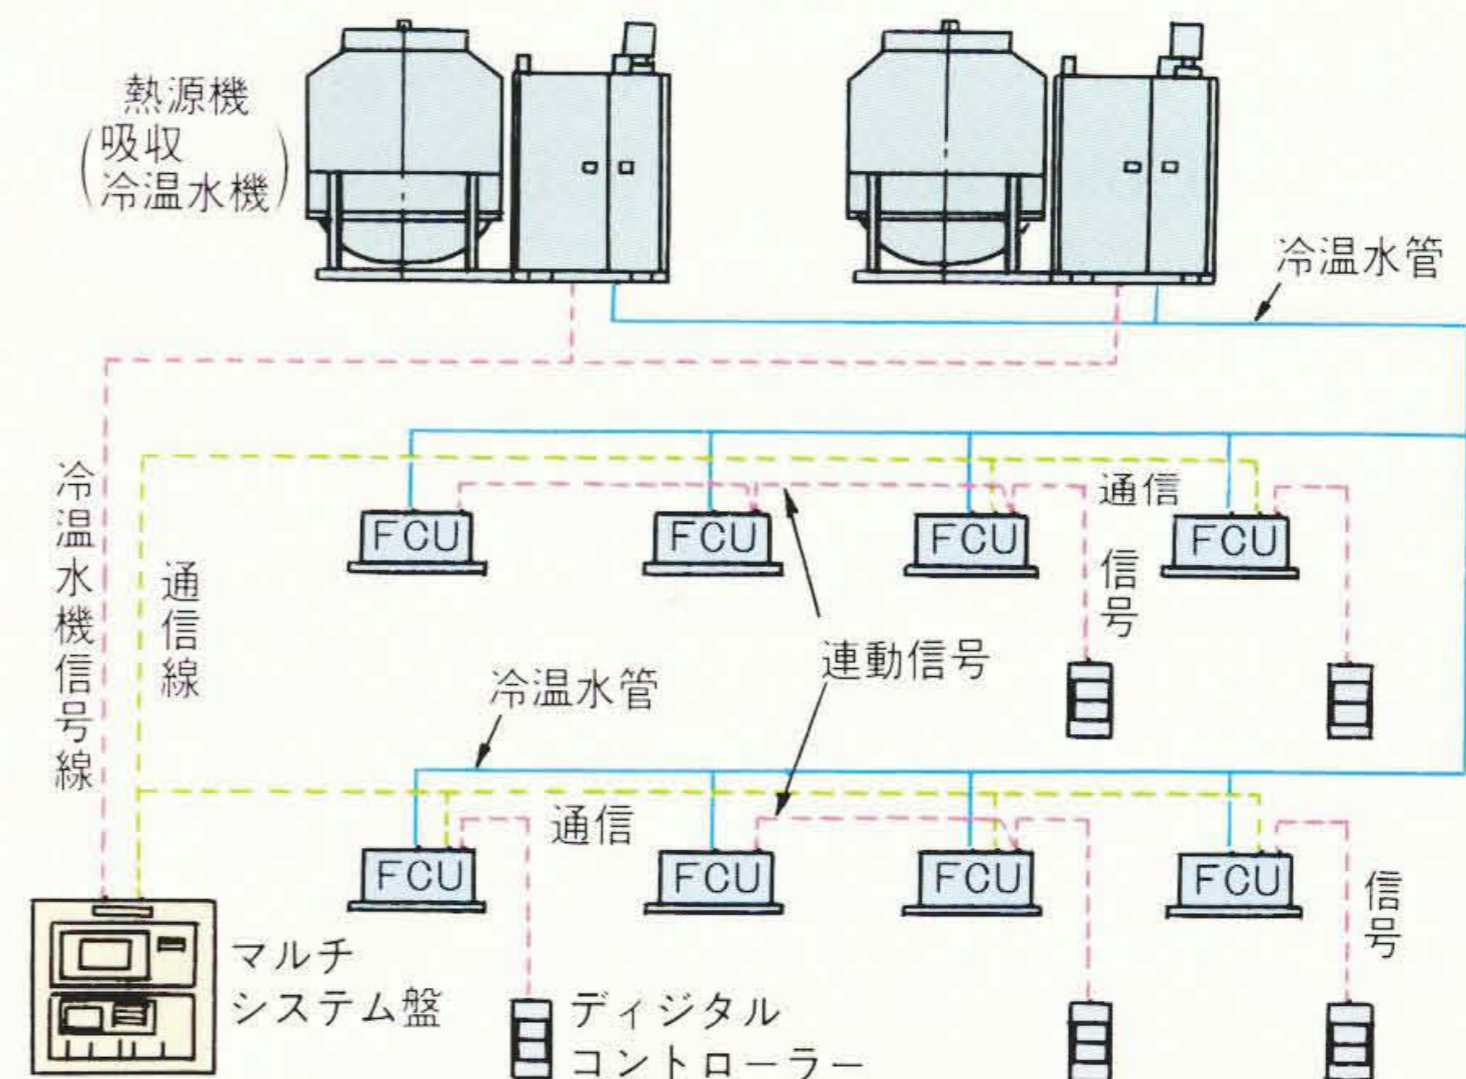 熱源機
(吸収
冷温水機)
冷温水管
冷温水機信号線
通信線
FCU
FCU
FCU
通信
FCU
信号
連動信号
冷温水管
通信
FCU
FCU
FCU
FCU
信号
マルチ
システム盤
ディジタル
コントローラー